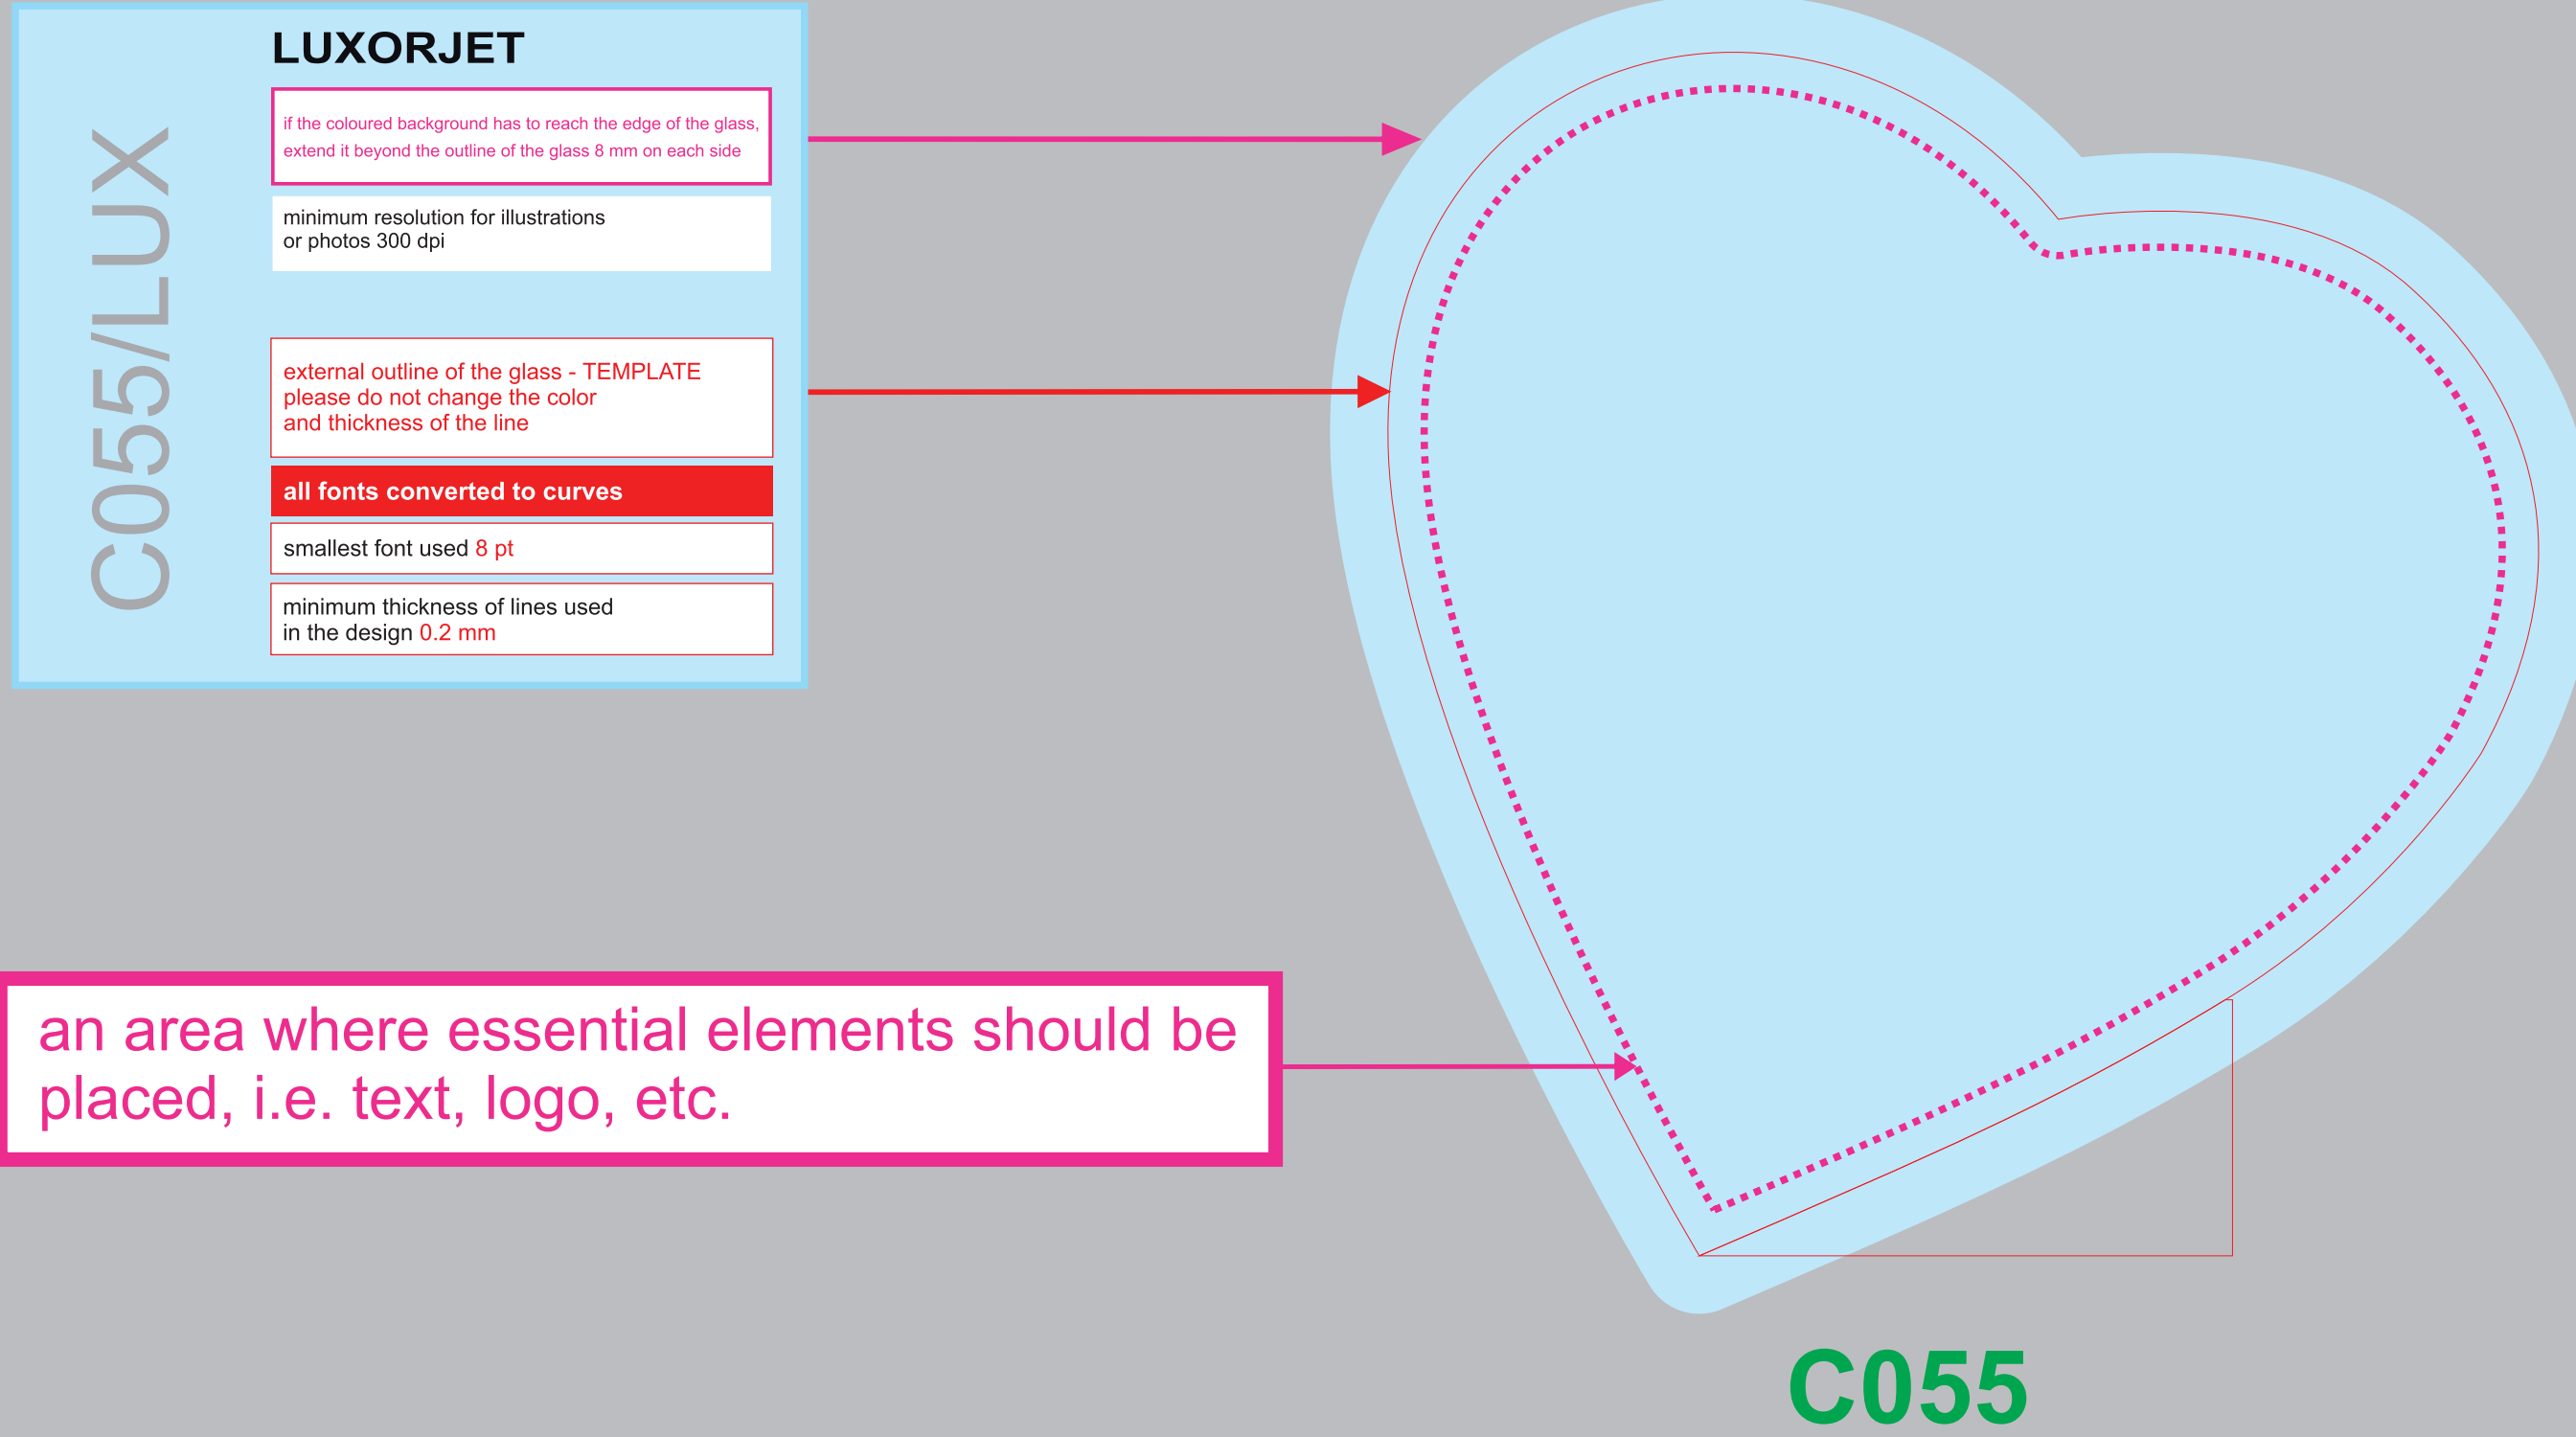 LUXORJET
C055/LUX
if the coloured background has to reach the edge of the glass,
extend it beyond the outline of the glass 8 mm on each side
minimum resolution for illustrations
or photos 300 dpi
external outline of the glass - TEMPLATE
please do not change the color
and thickness of the line
all fonts converted to curves
smallest font used 8 pt
minimum thickness of lines used
in the design 0.2 mm
an area where essential elements should be
placed, i.e. text, logo, etc.
C055